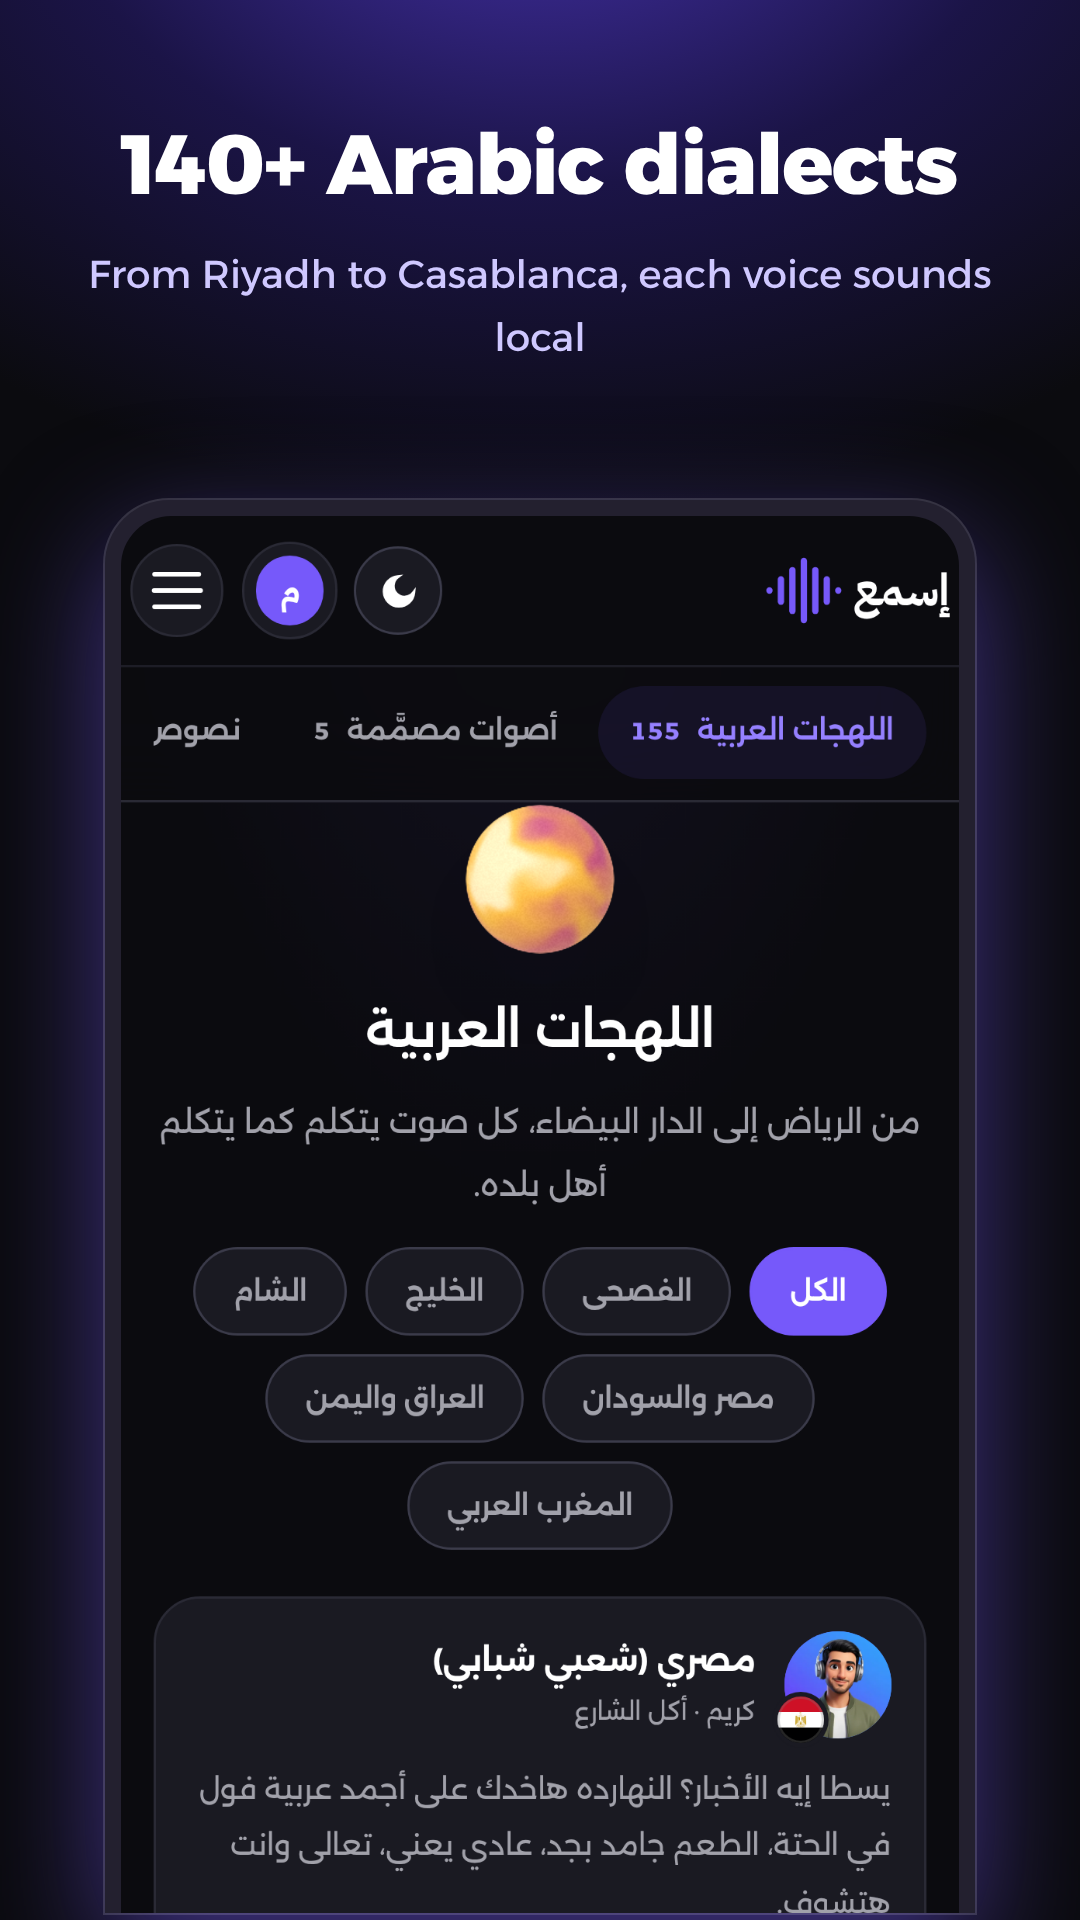 140+ Arabic dialects
From Riyadh to Casablanca, each voice sounds
local
إسمع
م
اللهجات العربية 155
أصوات مصمَّمة 5
نصوص
اللهجات العربية
من الرياض إلى الدار البيضاء، كل صوت يتكلم كما يتكلم
أهل بلده.
الكل
الفصحى
الخليج
الشام
مصر والسودان
العراق واليمن
المغرب العربي
مصري (شعبي شبابي)
كريم · أكل الشارع
يسطا إيه الأخبار؟ النهارده هاخدك على أجمد عربية فول
في الحتة، الطعم جامد بجد، عادي يعني، تعالى وانت
هتشوف.